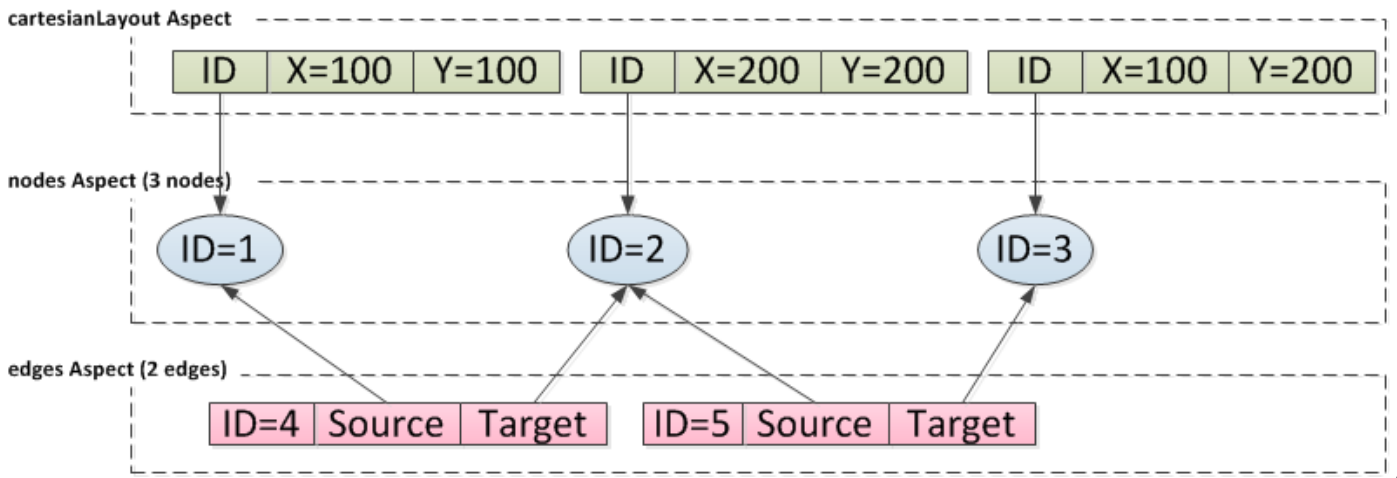 cartesianLayout Aspect
ID X=100 Y=100 ID X=200 Y=200 ID X=100 Y=200
nodes Aspect (3 nodes)
ID=1 ID=2 ID=3
edges Aspect (2 edges)
ID=4 Source Target ID=5 Source Target